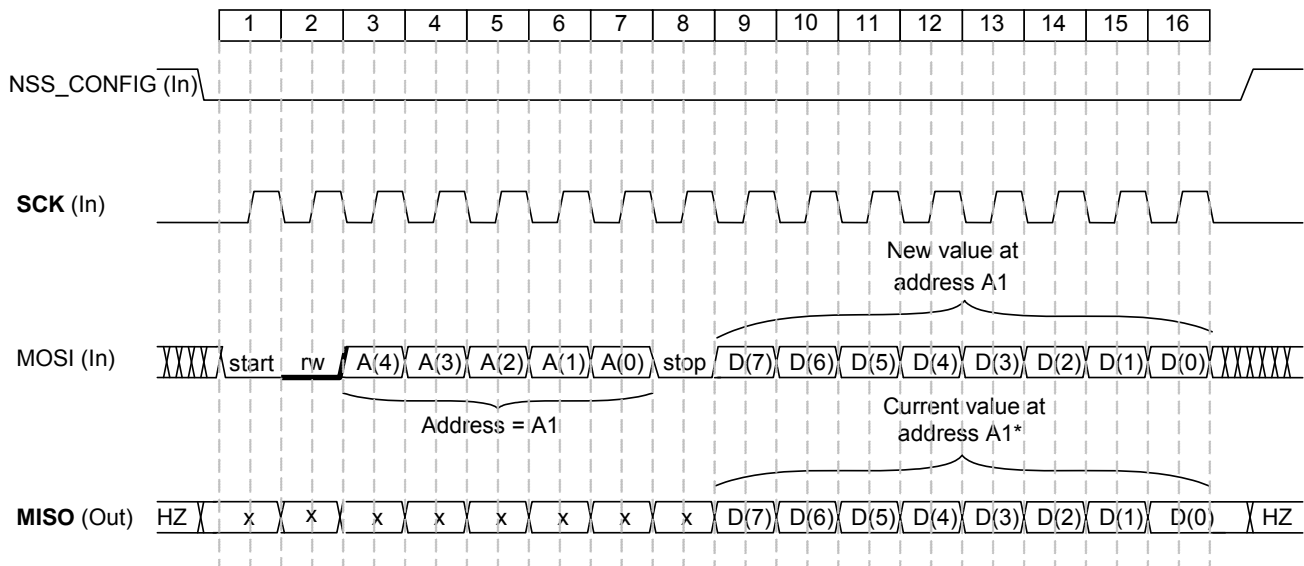 1 2 3 4 5 6 7 8 9 10 11 12 13 14 15 16
NSS_CONFIG (In)
SCK (In)
New value at
address A1
MOSI (In) start rw A(4) A(3) A(2) A(1) A(0) stop D(7) D(6) D(5) D(4) D(3) D(2) D(1) D(0)
Address = A1
Current value at
address A1*
MISO (Out) HZ x x x x x x x x D(7) D(6) D(5) D(4) D(3) D(2) D(1) D(0) HZ